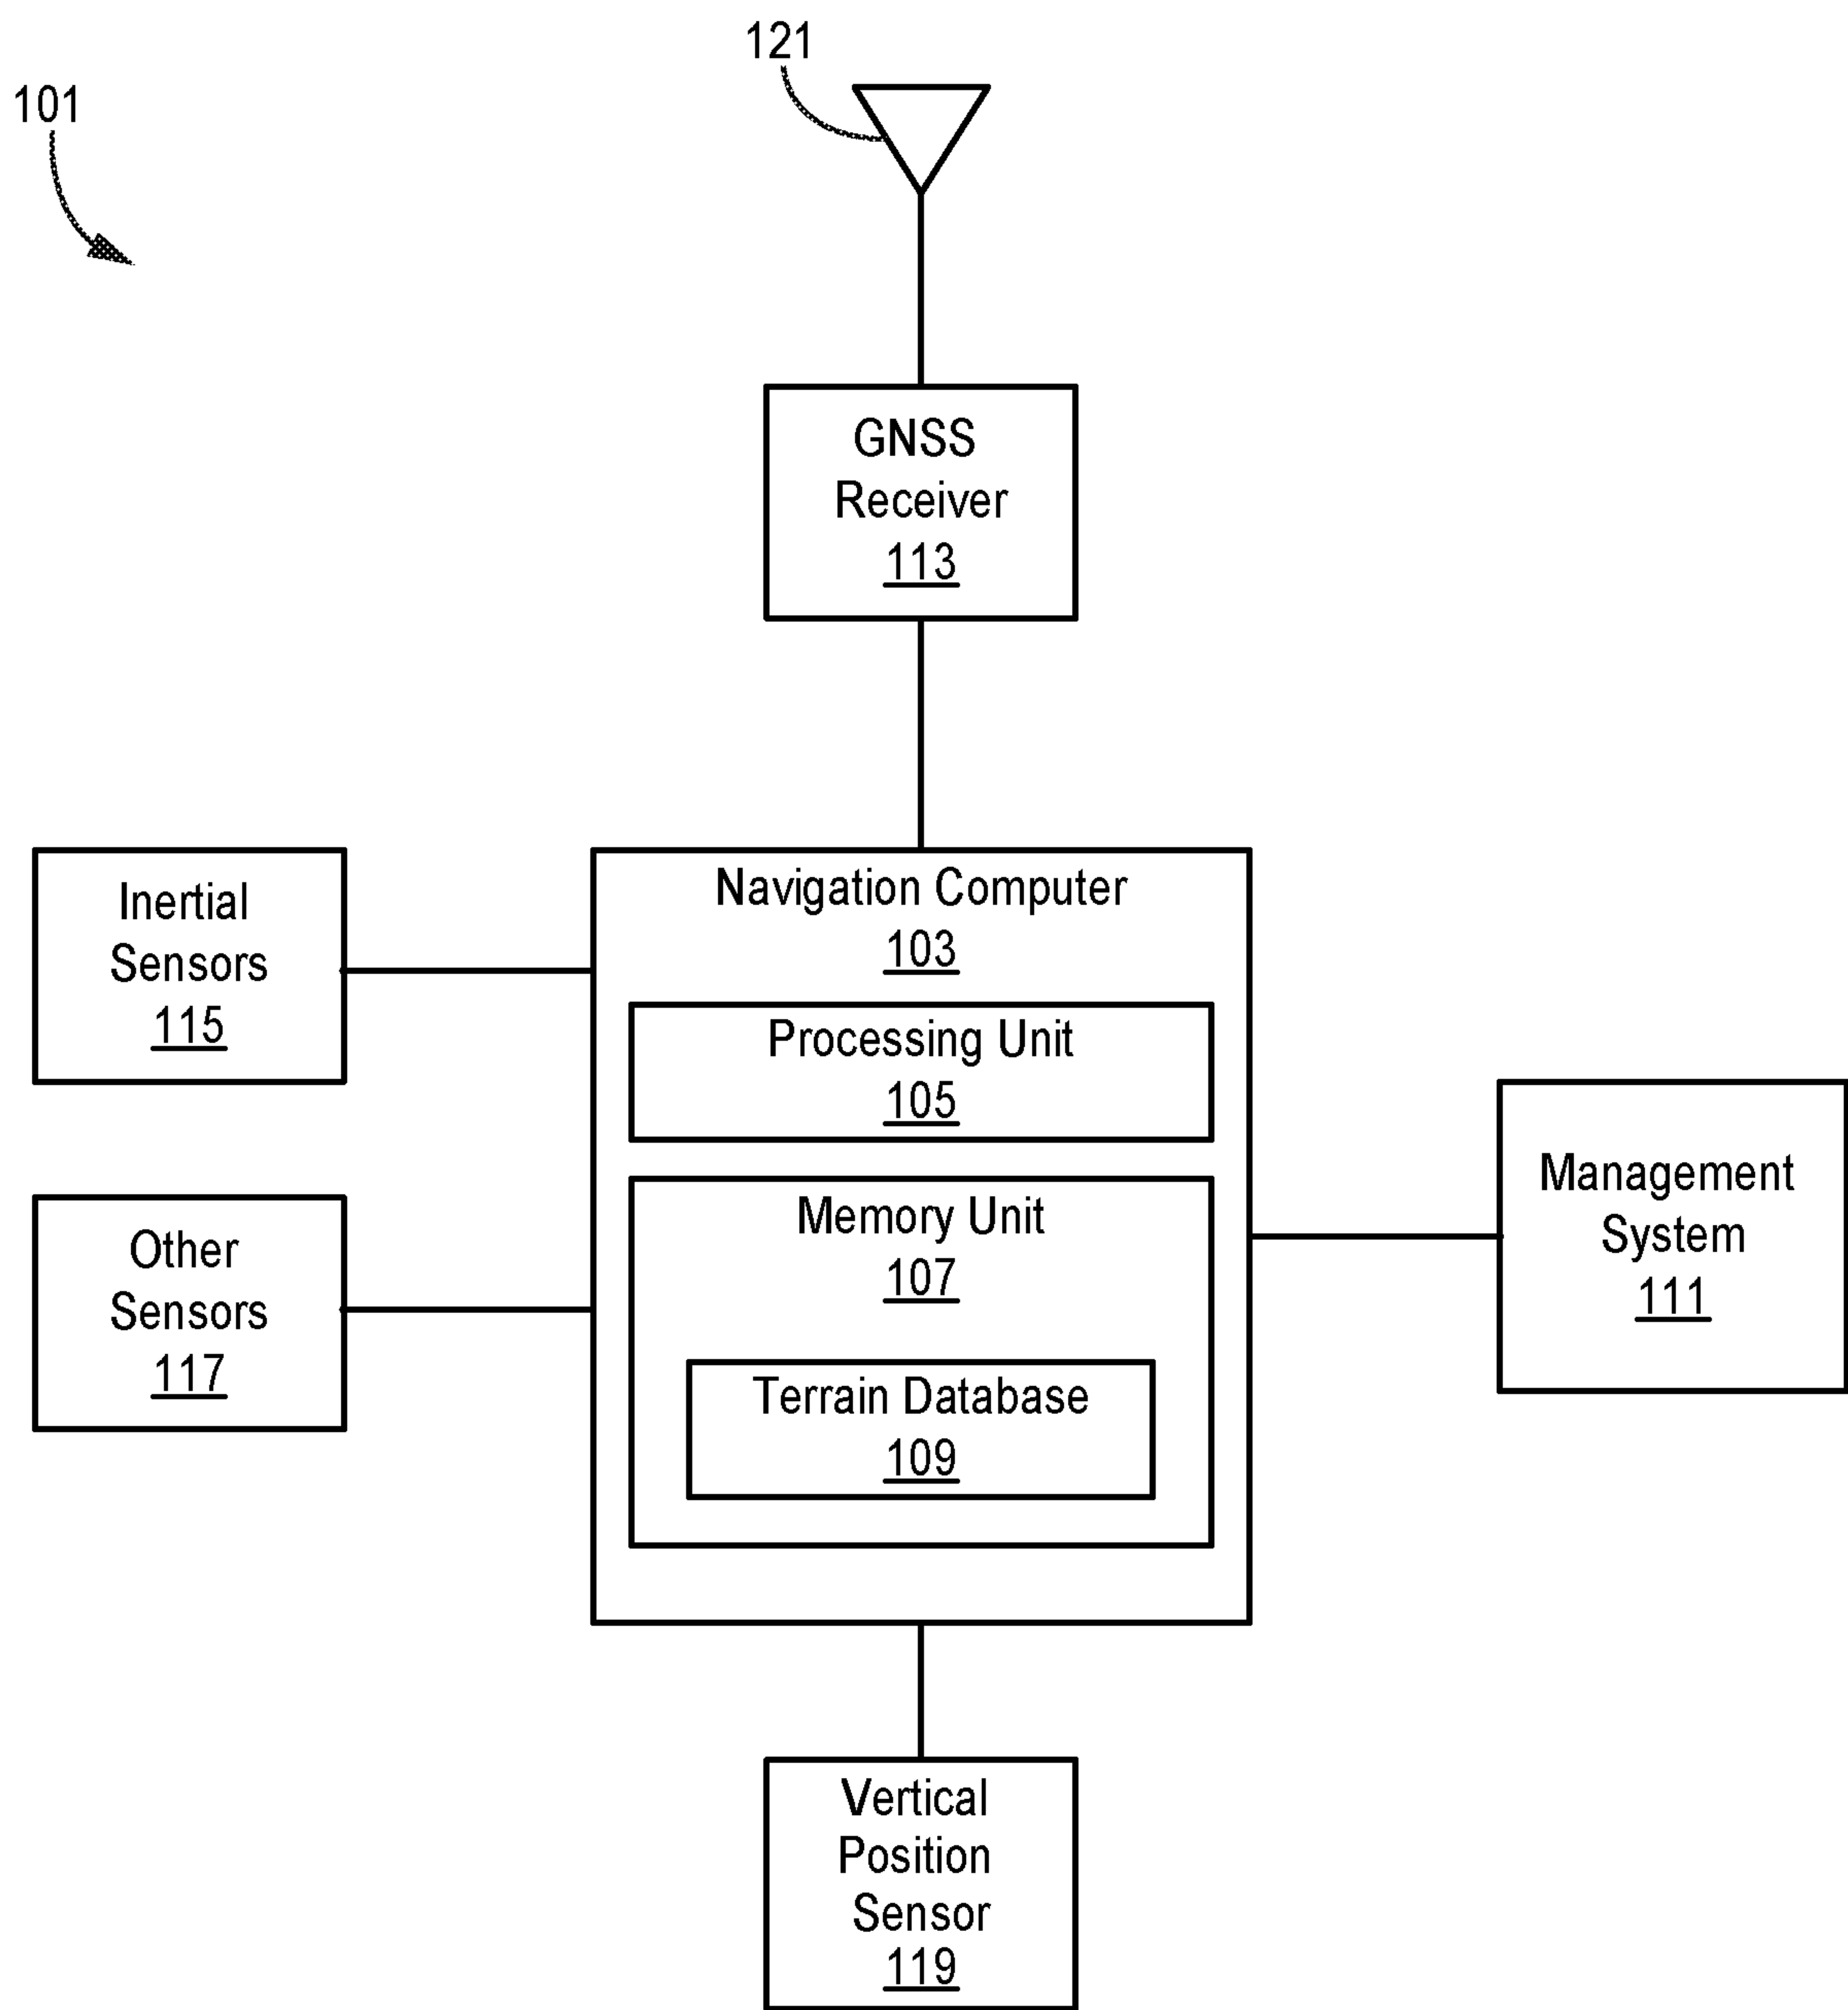 121
101
GNSS
Receiver
113
Inertial
Sensors
115
Navigation Computer
103
Processing Unit
105
Memory Unit
107
Terrain Database
109
Other
Sensors
117
Management
System
111
Vertical
Position
Sensor
119